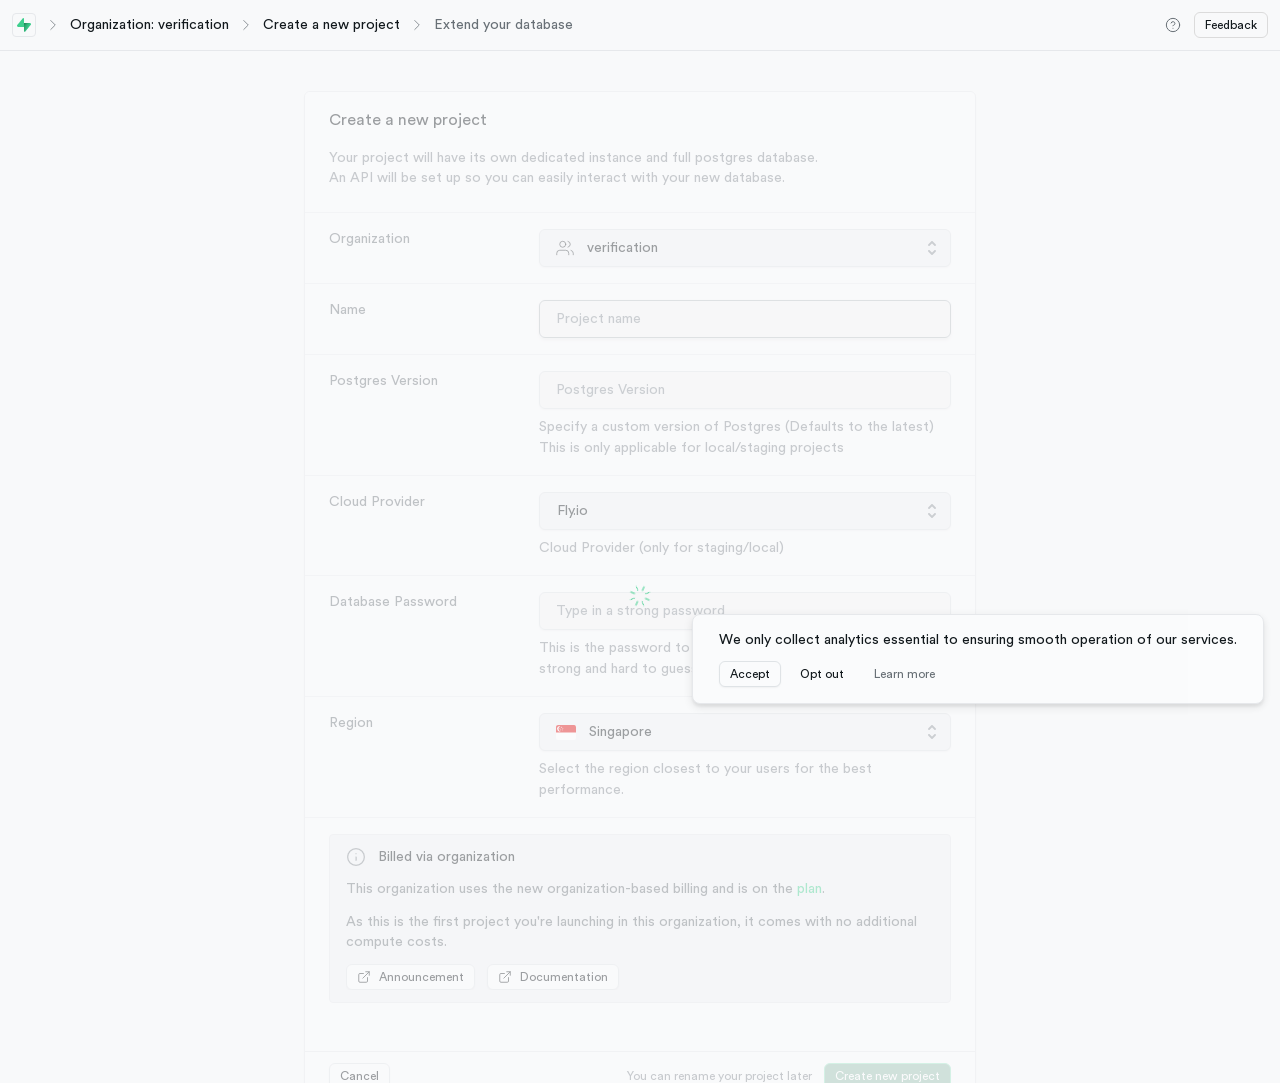 Organization: verification
Create a new project
Extend your database
Feedback
Create a new project
Your project will have its own dedicated instance and full postgres database.
An API will be set up so you can easily interact with your new database.
Organization
verification
Name
Project name
Postgres Version
Postgres Version
Specify a custom version of Postgres (Defaults to the latest)
This is only applicable for local/staging projects
Cloud Provider
Fly.io
Cloud Provider (only for staging/local)
Database Password
Type in a strong password
This is the password to
strong and hard to gues
We only collect analytics essential to ensuring smooth operation of our services.
Accept
Opt out
Learn more
Region
Singapore
Select the region closest to your users for the best
performance.
Billed via organization
This organization uses the new organization-based billing and is on the plan.
As this is the first project you're launching in this organization, it comes with no additional
compute costs.
Announcement
Documentation
Cancel
You can rename your project later
Create new project